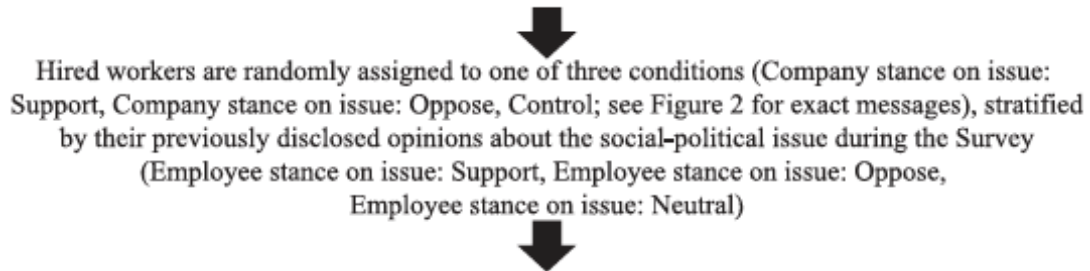 Hired workers are randomly assigned to one of three conditions (Company stance on issue:
Support, Company stance on issue: Oppose, Control; see Figure 2 for exact messages), stratified
by their previously disclosed opinions about the social-political issue during the Survey
(Employee stance on issue: Support, Employee stance on issue: Oppose,
Employee stance on issue: Neutral)